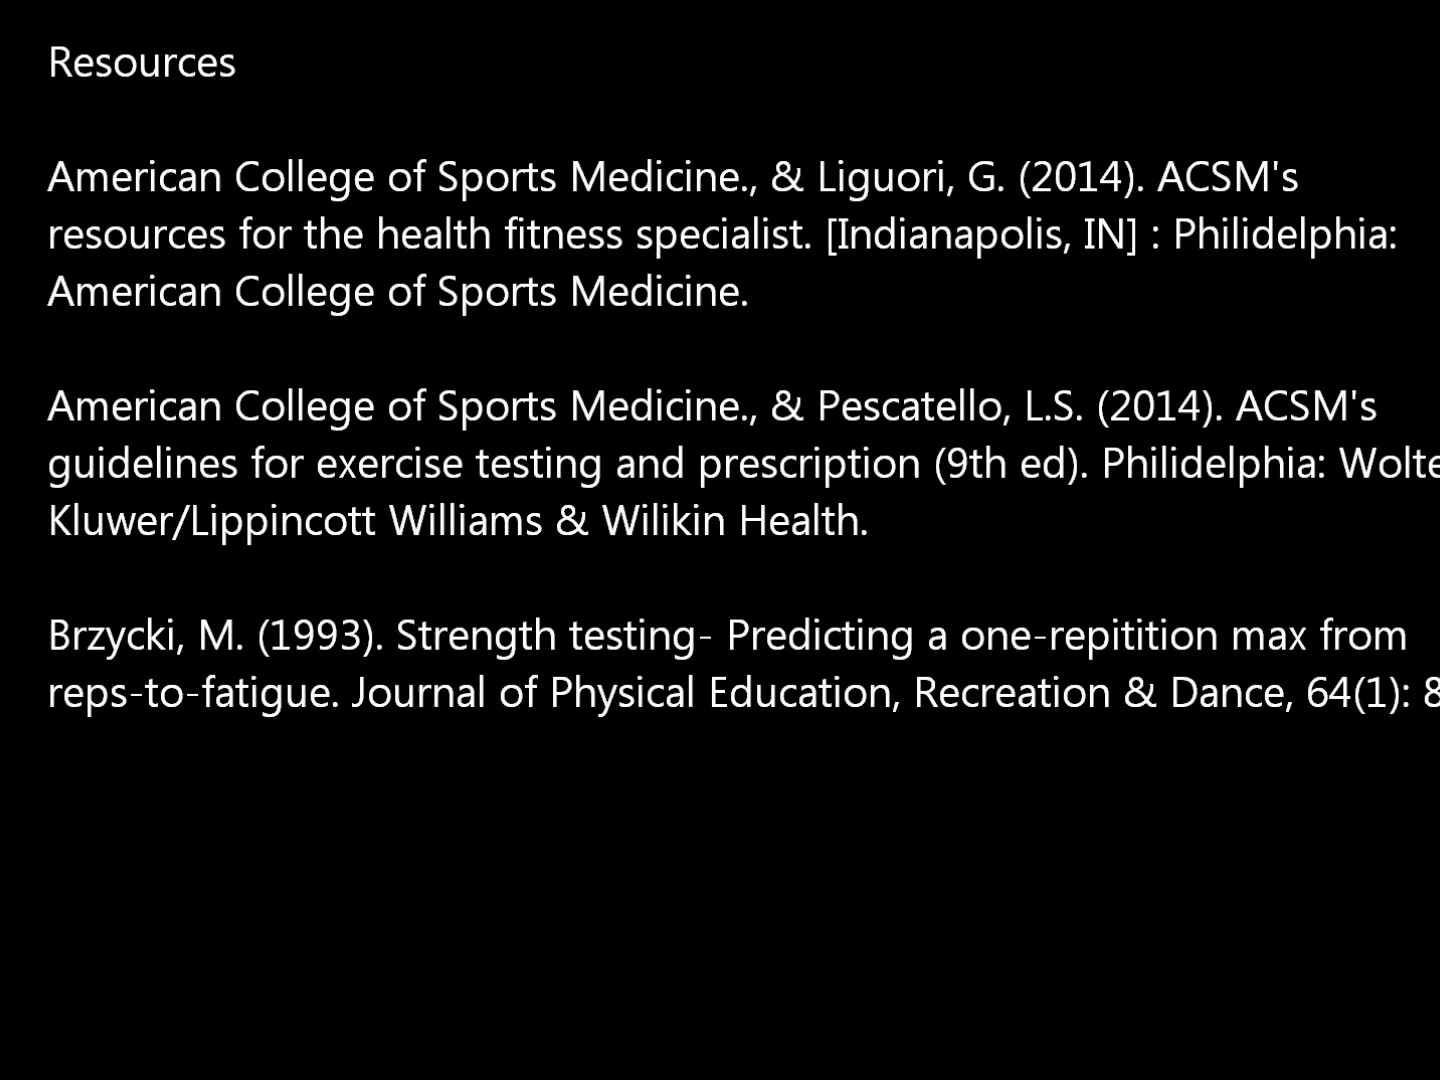 Resources
American College of Sports Medicine., & Liguori, G. (2014). ACSM's
resources for the health fitness specialist. [Indianapolis, IN] : Philidelphia:
American College of Sports Medicine.
American College of Sports Medicine., & Pescatello, L.S. (2014). ACSM's
guidelines for exercise testing and prescription (9th ed). Philidelphia:
Kluwer/Lippincott Williams & Wilikin Health.
Brzycki, M. (1993). Strength testing- Predicting a one-repitition max from
reps-to-fatigue. Journal of Physical Education, Recreation & Dance, 64(1):